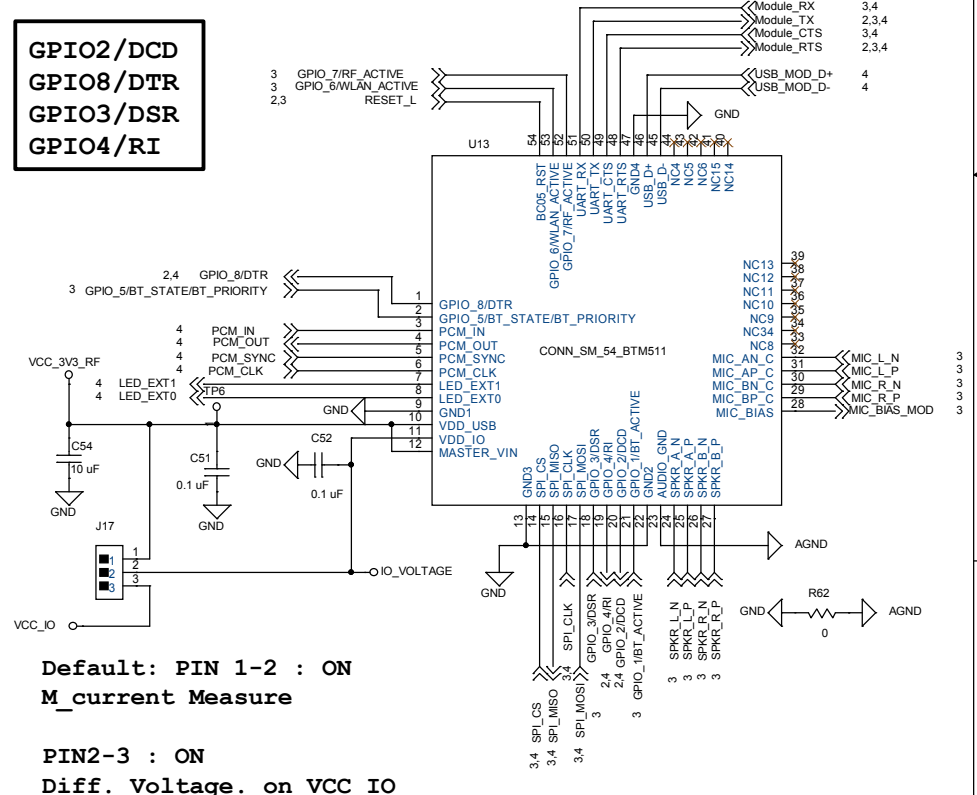 GPIO2/DCD
GPIO8/DTR
GPIO3/DSR
GPIO4/RI
Module_RX 3,4
Module_TX 2,3,4
Module_CTS 3,4
Module_RTS 2,3,4
3 GPIO_7/RF_ACTIVE
3 GPIO_6/WLAN_ACTIVE
2,3 RESET_L
USB_MOD_D+ 4
USB_MOD_D- 4
GND
U13
54
53
52
51
50
49
48
47
46
45
44
43
42
41
40
BC05_RST
GPIO_6/WLAN_ACTIVE
GPIO_7/RF_ACTIVE
UART_RX
UART_TX
UART_CTS
UART_RTS
GND4
USB_D+
USB_D-
NC4
NC5
NC6
NC15
NC14
2,4 GPIO_8/DTR
3 GPIO_5/BT_STATE/BT_PRIORITY
4 PCM_IN
4 PCM_OUT
4 PCM_SYNC
4 PCM_CLK
4 LED_EXT1
4 LED_EXT0
TP6
VCC_3V3_RF
GND
1 GPIO_8/DTR
2 GPIO_5/BT_STATE/BT_PRIORITY
3 PCM_IN
4 PCM_OUT
5 PCM_SYNC
6 PCM_CLK
7 LED_EXT1
8 LED_EXT0
9 GND1
10 VDD_USB
11 VDD_IO
12 MASTER_VIN
CONN_SM_54_BTM511
NC13 39
NC12 38
NC11 37
NC10 36
NC9 35
NC34 34
NC8 33
MIC_AN_C 32 MIC_L_N 3
MIC_AP_C 31 MIC_L_P 3
MIC_BN_C 30 MIC_R_N 3
MIC_BP_C 29 MIC_R_P 3
MIC_BIAS 28 MIC_BIAS_MOD 3
C54
10 uF
GND
C51
0.1 uF
GND
C52
GND
0.1 uF
GND3
SPI_CS
SPI_MISO
SPI_CLK
SPI_MOSI
GPIO_3/DSR
GPIO_4/RI
GPIO_2/DCD
GPIO_1/BT_ACTIVE
GND2
AUDIO_GND
SPKR_A_N
SPKR_A_P
SPKR_B_N
SPKR_B_P
13
14
15
16
17
18
19
20
21
22
23
24
25
26
27
J17
1
2
3
1
2
3
IO_VOLTAGE
VCC_IO
GND
AGND
R62
GND
AGND
0
3,4 SPI_CS
3,4 SPI_MISO
3,4 SPI_CLK
3,4 SPI_MOSI
3 GPIO_3/DSR
2,4 GPIO_4/RI
2,4 GPIO_2/DCD
3 GPIO_1/BT_ACTIVE
3 SPKR_L_N
3 SPKR_L_P
3 SPKR_R_N
3 SPKR_R_P
Default: PIN 1-2 : ON
M_current Measure
PIN2-3 : ON
Diff. Voltage. on VCC IO